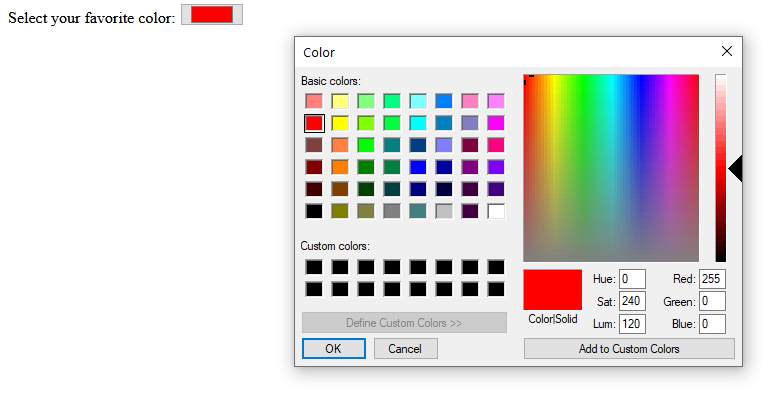 Select your favorite color:
Color
Basic colors:
Custom colors:
Define Custom Colors >>
OK Cancel
Color|Solid
Hue: 0 Red: 255
Sat: 240 Green: 0
Lum: 120 Blue: 0
Add to Custom Colors